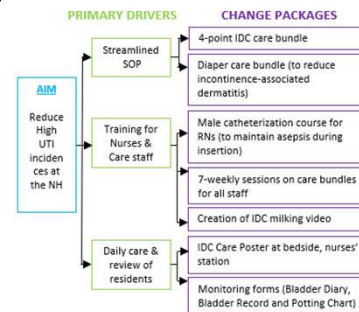 PRIMARY DRIVERS
CHANGE PACKAGES
AIM
Reduce
High
UTI
inciden
ces at
the NH
Streamlined
SOP
4-point IDC care bundle
Diaper care bundle (to reduce
incontinence-associated
dermatitis)
Training for
Nurses &
Care staff
Male catheterization course for
RNs (to maintain asepsis during
insertion)
7-weekly sessions on care bundles
for all staff
Creation of IDC milking video
Daily care &
review of
residents
IDC Care Poster at bedside, nurses'
station
Monitoring forms (Bladder Diary,
Bladder Record and Potting Chart)